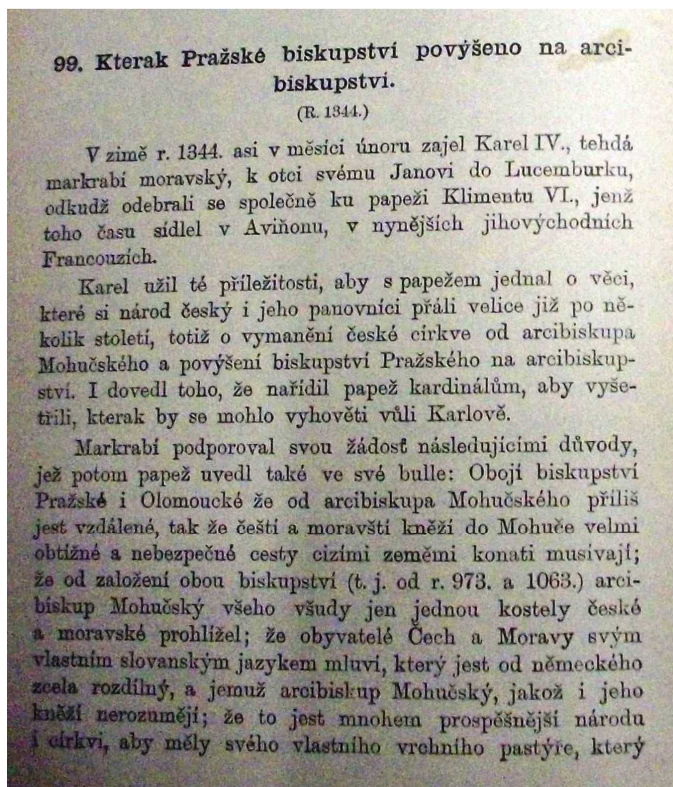 99. Kterak Pražské biskupství povýšeno na arci-
biskupství.
(R. 1344.)
V zimě r. 1344. asi v měsíci únoru zajel Karel IV., tehdá
markrabí moravský, k otci svému Janovi do Lucemburku,
odkudž odebrali se společně ku papeži Klimentu VI., jenž
toho času sídlel v Aviňonu, v nynějších jihovýchodních
Francouzích.
Karel užil té příležitosti, aby s papežem jednal o věci,
které si národ český i jeho panovníci přáli velice již po ně-
kolik století, totiž o vymanění české církve od arcibiskupa
Mohučského a povýšení biskupství Pražského na arcibiskup-
ství. I dovedl toho, že nařídil papež kardinálům, aby vyše-
třili, kterak by se mohlo vyhověti vůli Karlově.
Markrabí podporoval svou žádosť následujícími důvody,
jež potom papež uvedl také ve své bulle: Obojí biskupství
Pražské i Olomoucké že od arcibiskupa Mohučského příliš
jest vzdálené, tak že čeští a moravští kněží do Mohuče velmi
obtížné a nebezpečné cesty cizími zeměmi konati musívají;
že od založení obou biskupství (t. j. od r. 973. a 1063.) arci-
biskup Mohučský všeho všudy jen jednou kostely české
a moravské prohlížel; že obyvatelé Čech a Moravy svým
vlastním slovanským jazykem mluví, který jest od německého
zcela rozdílný, a jemuž arcibiskup Mohučský, jakož i jeho
kněží nerozumějí; že to jest mnohem prospěšnější národu
i církvi, aby měly svého vlastního vrchního pastýře, který